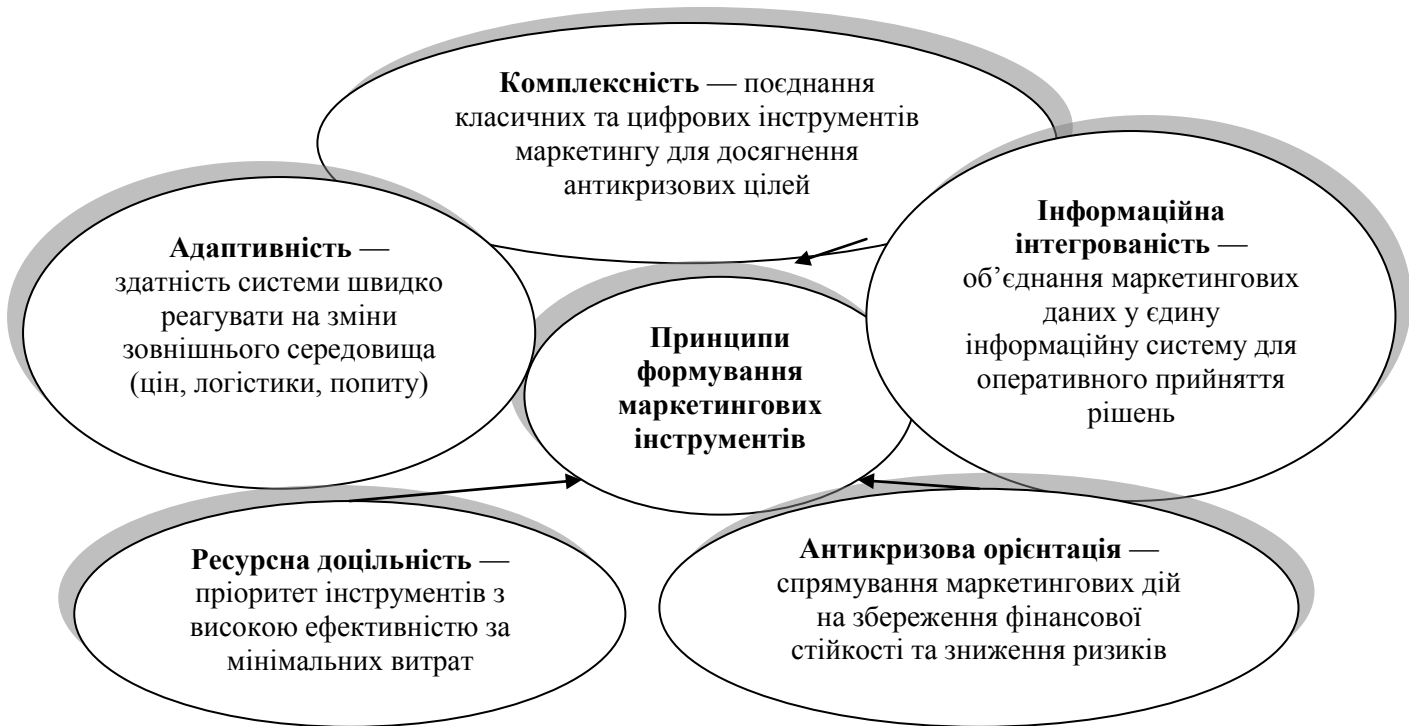 Комплексність — поєднання
класичних та цифрових інструментів
маркетингу для досягнення
антикризових цілей
Адаптивність —
здатність системи швидко
реагувати на зміни
зовнішнього середовища
(цін, логістики, попиту)
Інформаційна
інтегрованість —
об’єднання маркетингових
даних у єдину
інформаційну систему для
оперативного прийняття
рішень
Принципи
формування
маркетингових
інструментів
Ресурсна доцільність —
пріоритет інструментів з
високою ефективністю за
мінімальних витрат
Антикризова орієнтація —
спрямування маркетингових дій
на збереження фінансової
стійкості та зниження ризиків